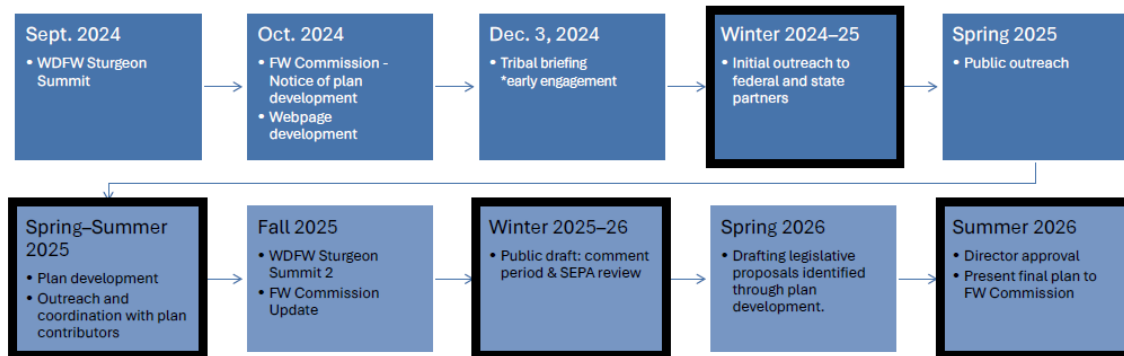 Sept. 2024
• WDFW Sturgeon
Summit
Oct. 2024
• FW Commission -
Notice of plan
development
• Webpage
development
Dec. 3, 2024
• Tribal briefing
*early engagement
Winter 2024–25
• Initial outreach to
federal and state
partners
Spring 2025
• Public outreach
Spring–Summer
2025
• Plan development
• Outreach and
coordination with plan
contributors
Fall 2025
• WDFW Sturgeon
Summit 2
• FW Commission
Update
Winter 2025–26
• Public draft: comment
period & SEPA review
Spring 2026
• Drafting legislative
proposals identified
through plan
development.
Summer 2026
• Director approval
• Present final plan to
FW Commission